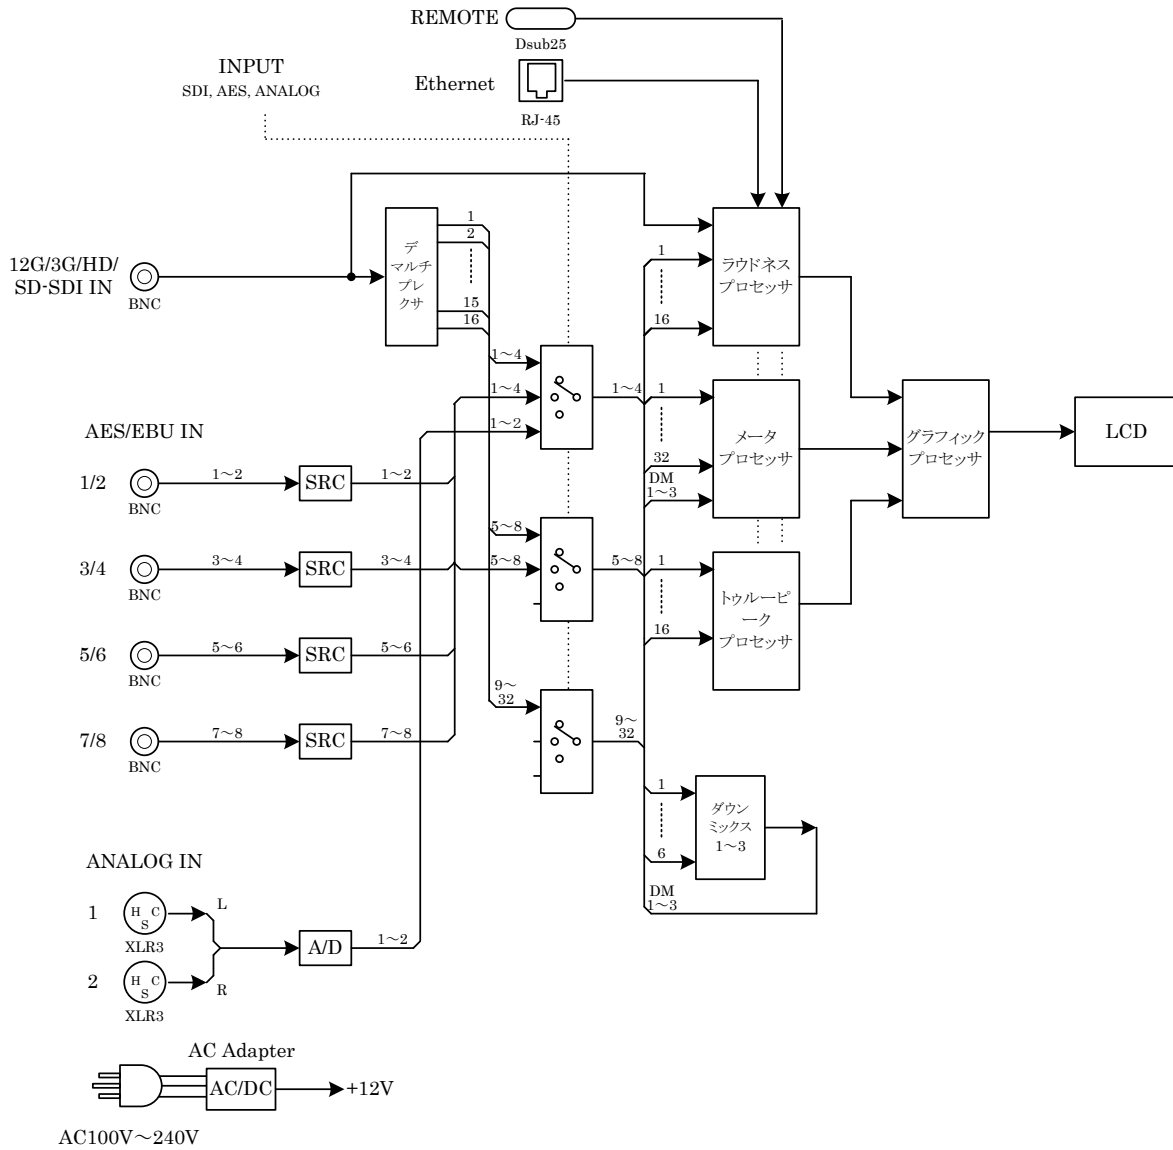 REMOTE
Dsub25
INPUT
SDI, AES, ANALOG
Ethernet
RJ-45
12G/3G/HD/
SD-SDI IN
BNC
デ
マルチ
プレ
クサ
1
2
15
16
1～4
1～4
1～2
1～4
1
16
ラウドネス
プロセッサ
1
32
DM
1～3
メータ
プロセッサ
グラフィック
プロセッサ
LCD
AES/EBU IN
1/2
BNC
1～2
SRC
1～2
3/4
BNC
3～4
SRC
3～4
5～8
5～8
5～8
1
16
トゥルーピ
ーク
プロセッサ
5/6
BNC
5～6
SRC
5～6
7/8
BNC
7～8
SRC
7～8
9～
32
9～
32
1
6
DM
1～3
ダウン
ミックス
1～3
ANALOG IN
1
H C
S
XLR3
L
2
H C
S
XLR3
R
A/D
1～2
AC Adapter
AC/DC
+12V
AC100V～240V